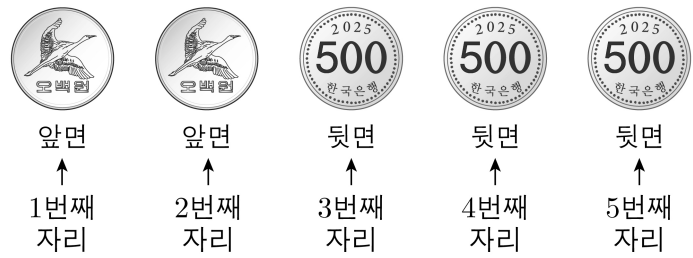 오백원 오백원 2025 2025 2025
500 500 500
한국은행 한국은행 한국은행
앞면 앞면 뒷면 뒷면 뒷면
1번째 2번째 3번째 4번째 5번째
자리 자리 자리 자리 자리